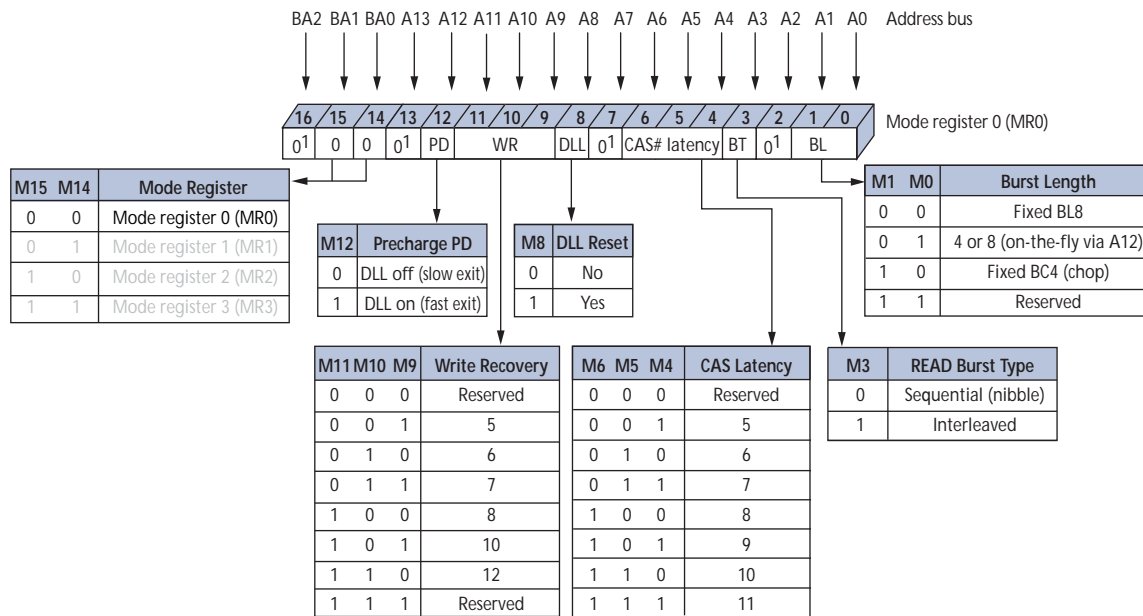 BA2 BA1 BA0 A13 A12 A11 A10 A9 A8 A7 A6 A5 A4 A3 A2 A1 A0 Address bus
16 15 14 13 12 11 10 9 8 7 6 5 4 3 2 1 0
Mode register 0 (MR0)
0¹ 0 0 0¹ PD WR DLL 0¹ CAS# latency BT 0¹ BL
M15 M14 Mode Register
0 0 Mode register 0 (MR0)
0 1 Mode register 1 (MR1)
1 0 Mode register 2 (MR2)
1 1 Mode register 3 (MR3)
M12 Precharge PD
0 DLL off (slow exit)
1 DLL on (fast exit)
M8 DLL Reset
0 No
1 Yes
M1 M0 Burst Length
0 0 Fixed BL8
0 1 4 or 8 (on-the-fly via A12)
1 0 Fixed BC4 (chop)
1 1 Reserved
M11 M10 M9 Write Recovery
0 0 0 Reserved
0 0 1 5
0 1 0 6
0 1 1 7
1 0 0 8
1 0 1 10
1 1 0 12
1 1 1 Reserved
M6 M5 M4 CAS Latency
0 0 0 Reserved
0 0 1 5
0 1 0 6
0 1 1 7
1 0 0 8
1 0 1 9
1 1 0 10
1 1 1 11
M3 READ Burst Type
0 Sequential (nibble)
1 Interleaved